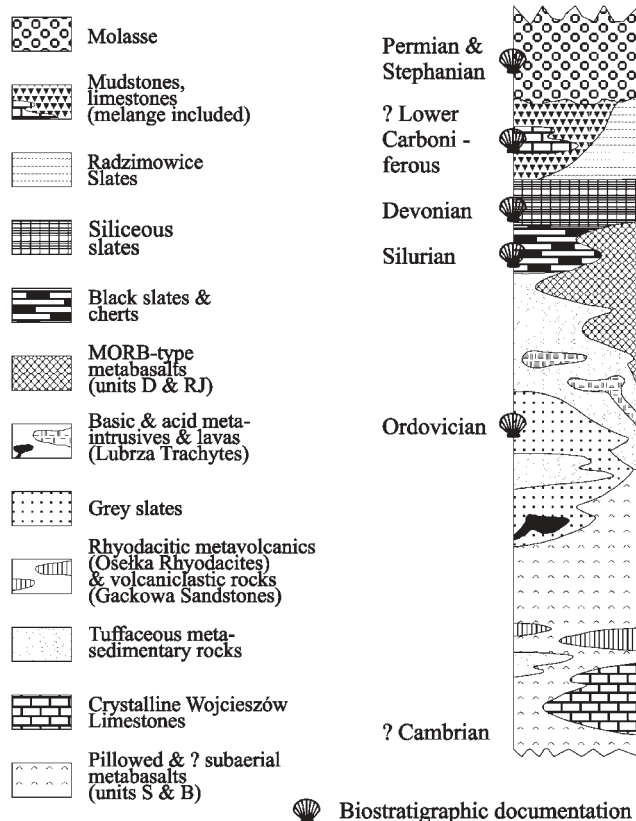 Molasse
Mudstones,
limestones
(melange included)
Radzimowice
Slates
Siliceous
slates
Black slates &
cherts
MORB-type
metabasalts
(units D & RJ)
Basic & acid meta-
intrusives & lavas
(Lubrza Trachytes)
Grey slates
Rhyodacitic metavolcanics
(Osełka Rhyodacites)
& volcaniclastic rocks
(Gackowa Sandstones)
Tuffaceous meta-
sedimentary rocks
Crystalline Wojcieszów
Limestones
Pillowed & ? subaerial
metabasalts
(units S & B)
Permian &
Stephanian
? Lower
Carboni -
ferous
Devonian
Silurian
Ordovician
? Cambrian
Biostratigraphic documentation